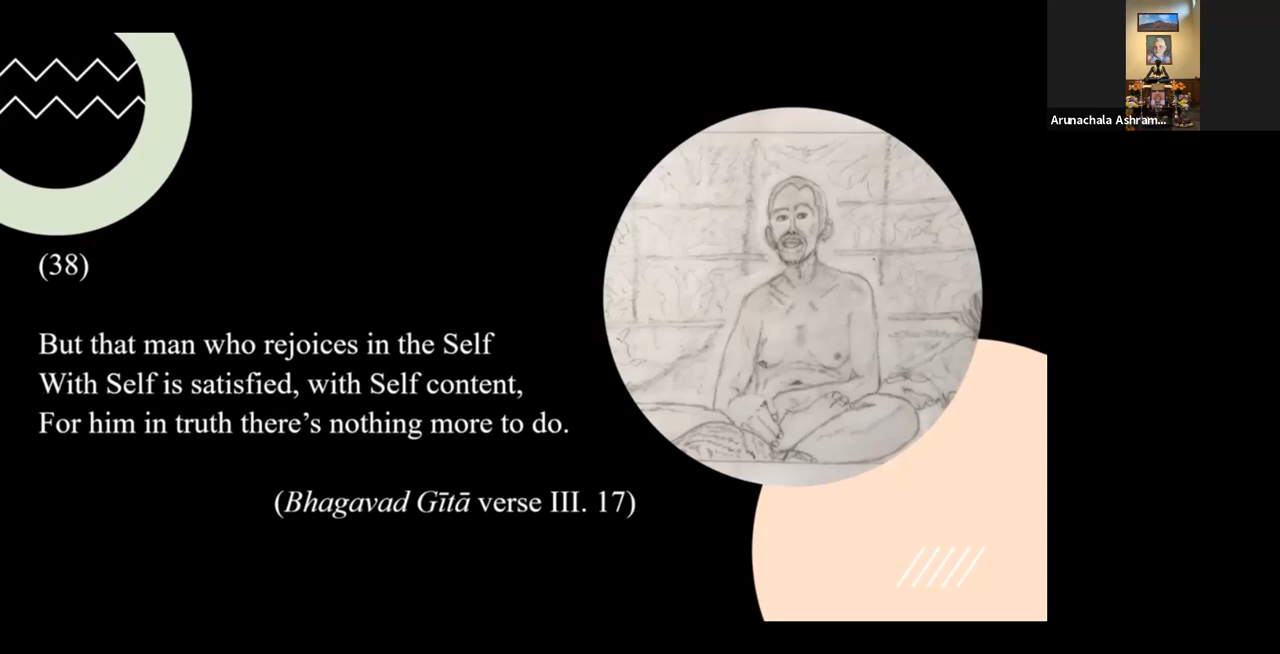 (38)
But that man who rejoices in the Self
With Self is satisfied, with Self content,
For him in truth there’s nothing more to do.
(Bhagavad Gītā verse III. 17)
Arunachala Ashram...